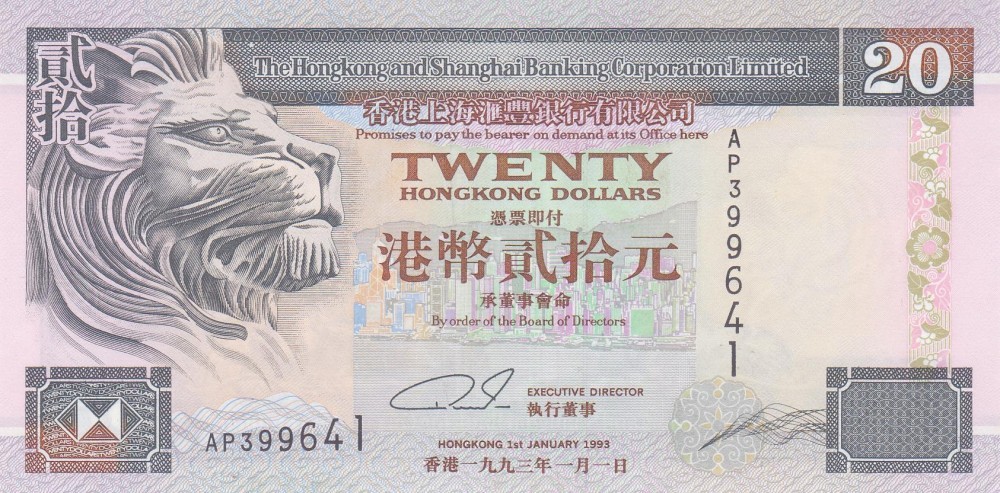 貳拾
The Hongkong and Shanghai Banking Corporation Limited
20
香港上海滙豐銀行有限公司
Promises to pay the bearer on demand at its Office here
TWENTY
HONGKONG DOLLARS
憑票即付
港幣貳拾元
承董事會命
By order of the Board of Directors
AP399641
EXECUTIVE DIRECTOR
執行董事
AP399641
HONGKONG 1st JANUARY 1993
香港一九九三年一月一日